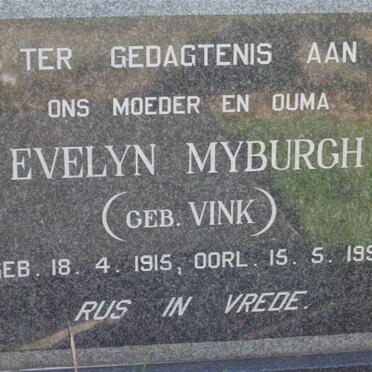 TER GEDAGTENIS AAN
ONS MOEDER EN OUMA
EVELYN MYBURGH
(GEB. VINK)
GEB. 18. 4. 1915, OORL. 15. 5. 199
RUS IN VREDE.